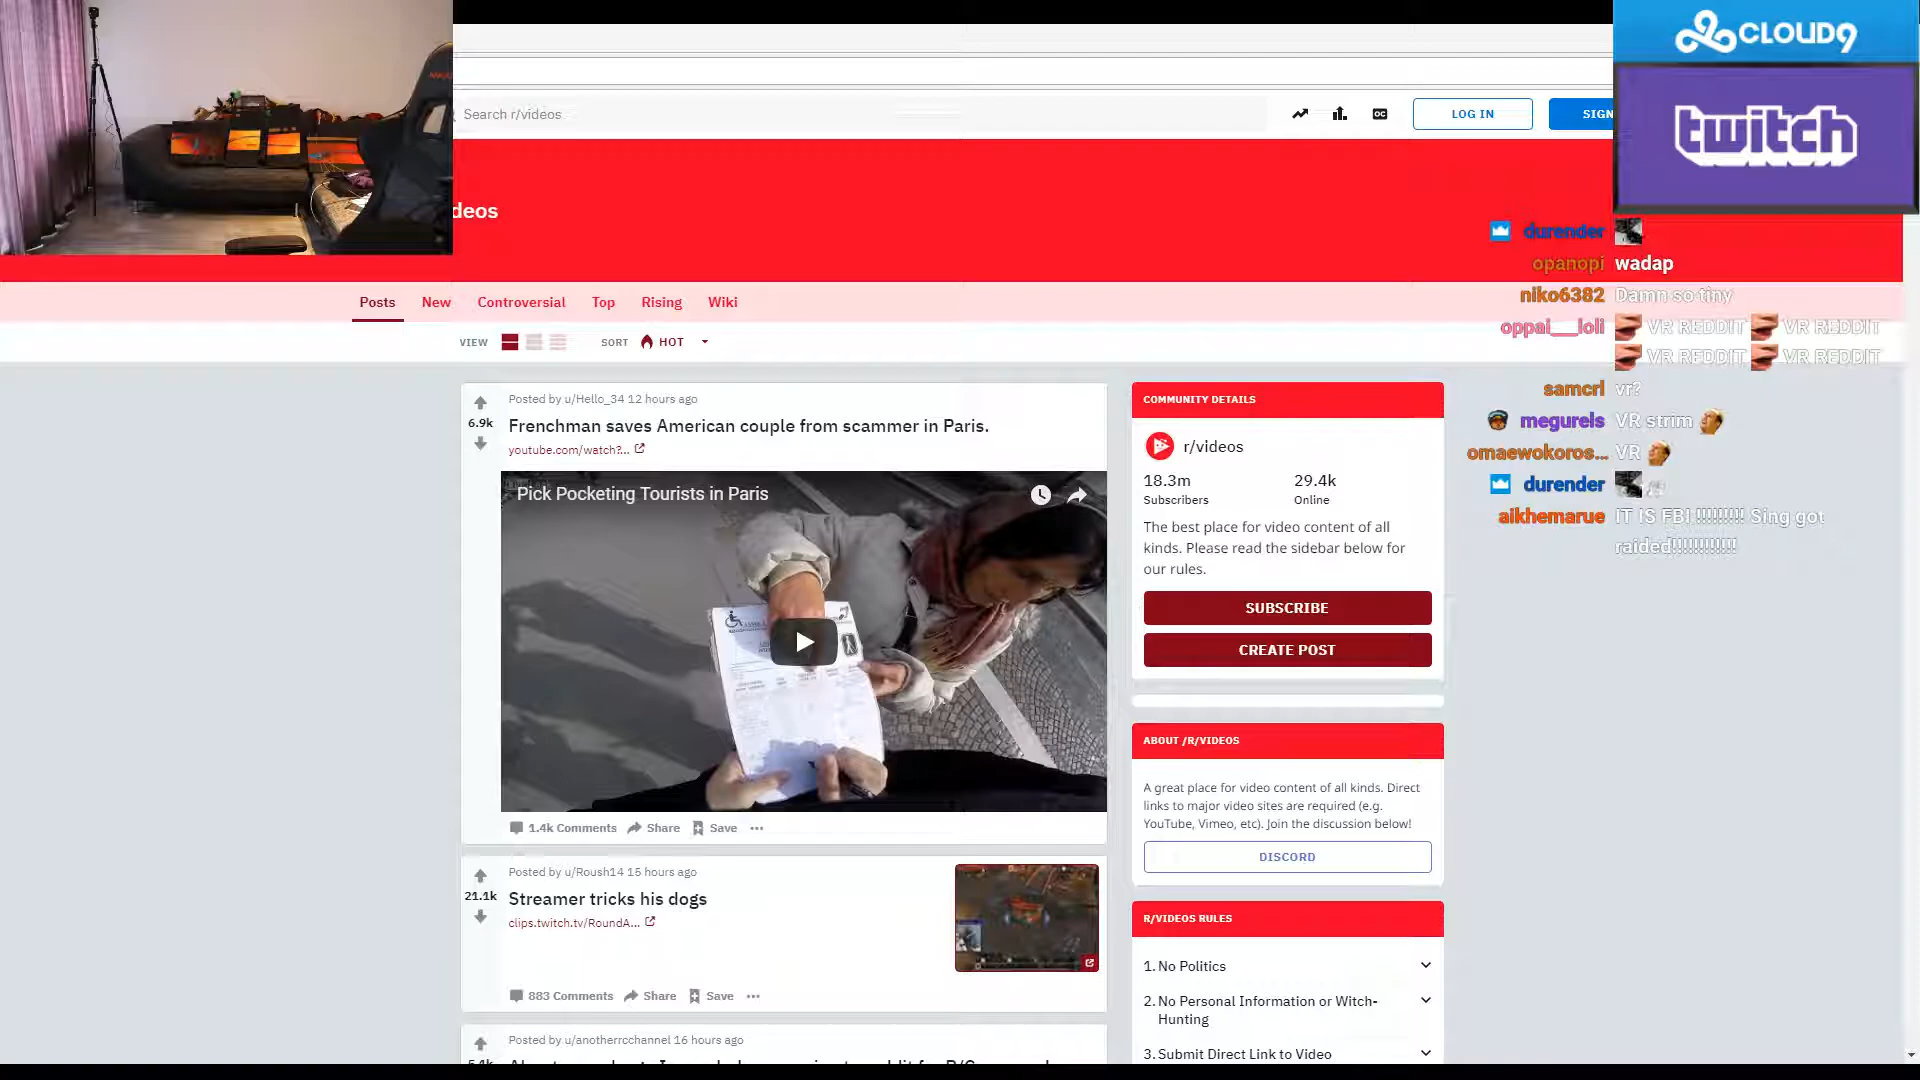 CLOUD9
twitch
Search r/videos
LOG IN
SIGN
deos
Posts New Controversial Top Rising Wiki
VIEW SORT HOT
Posted by u/Hello_34 12 hours ago
6.9k
Frenchman saves American couple from scammer in Paris.
youtube.com/watch?...
Pick Pocketing Tourists in Paris
1.4k Comments Share Save
Posted by u/Roush14 15 hours ago
21.1k
Streamer tricks his dogs
clips.twitch.tv/RoundA...
883 Comments Share Save
Posted by u/anotherrcchannel 16 hours ago
COMMUNITY DETAILS
r/videos
18.3m 29.4k
Subscribers Online
The best place for video content of all
kinds. Please read the sidebar below for
our rules.
SUBSCRIBE
CREATE POST
ABOUT /R/VIDEOS
A great place for video content of all kinds. Direct
links to major video sites are required (e.g.
YouTube, Vimeo, etc). Join the discussion below!
DISCORD
R/VIDEOS RULES
1. No Politics
2. No Personal Information or Witch-
Hunting
3. Submit Direct Link to Video
durender
opanopi wadap
niko6382 Damn so tiny
oppai___loli VR REDDIT VR REDDIT
VR REDDIT VR REDDIT
samcrl vr?
megurels VR strim
omaewokoros... VR
durender
aikhemarue IT IS FBI !!!!!!!!! Sing got
raided!!!!!!!!!!!!